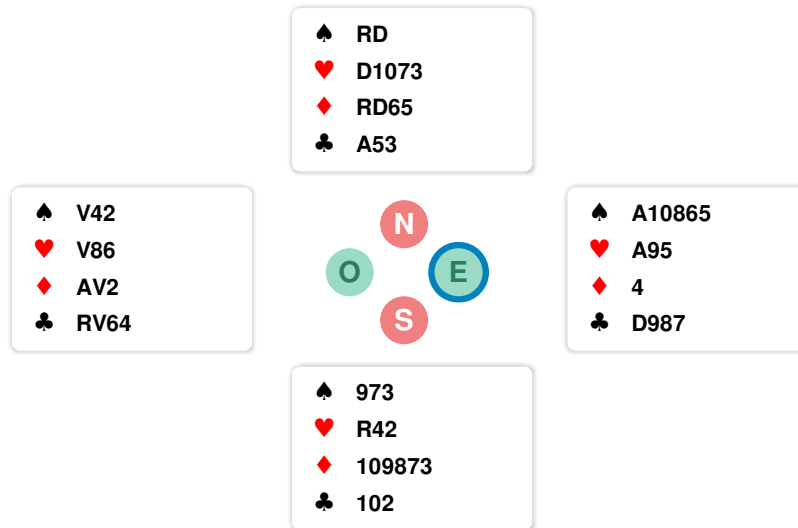 ♠ RD
♥ D1073
♦ RD65
♣ A53
♠ V42
♥ V86
♦ AV2
♣ RV64
N
O
E
S
♠ A10865
♥ A95
♦ 4
♣ D987
♠ 973
♥ R42
♦ 109873
♣ 102